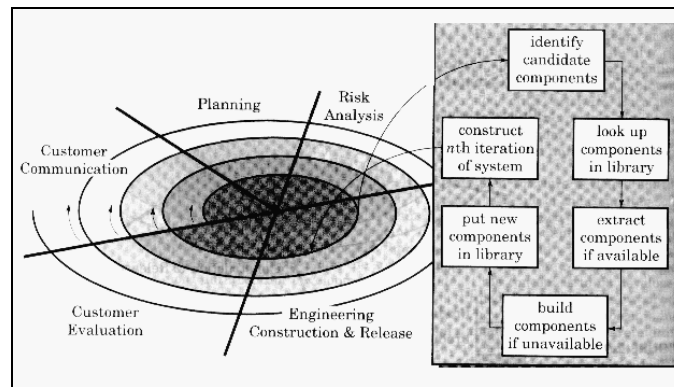 Planning
Risk
Analysis
Customer
Communication
Customer
Evaluation
Engineering
Construction & Release
identify
candidate
components
look up
components
in library
extract
components
if available
build
components
if unavailable
put new
components
in library
construct
nth iteration
of system